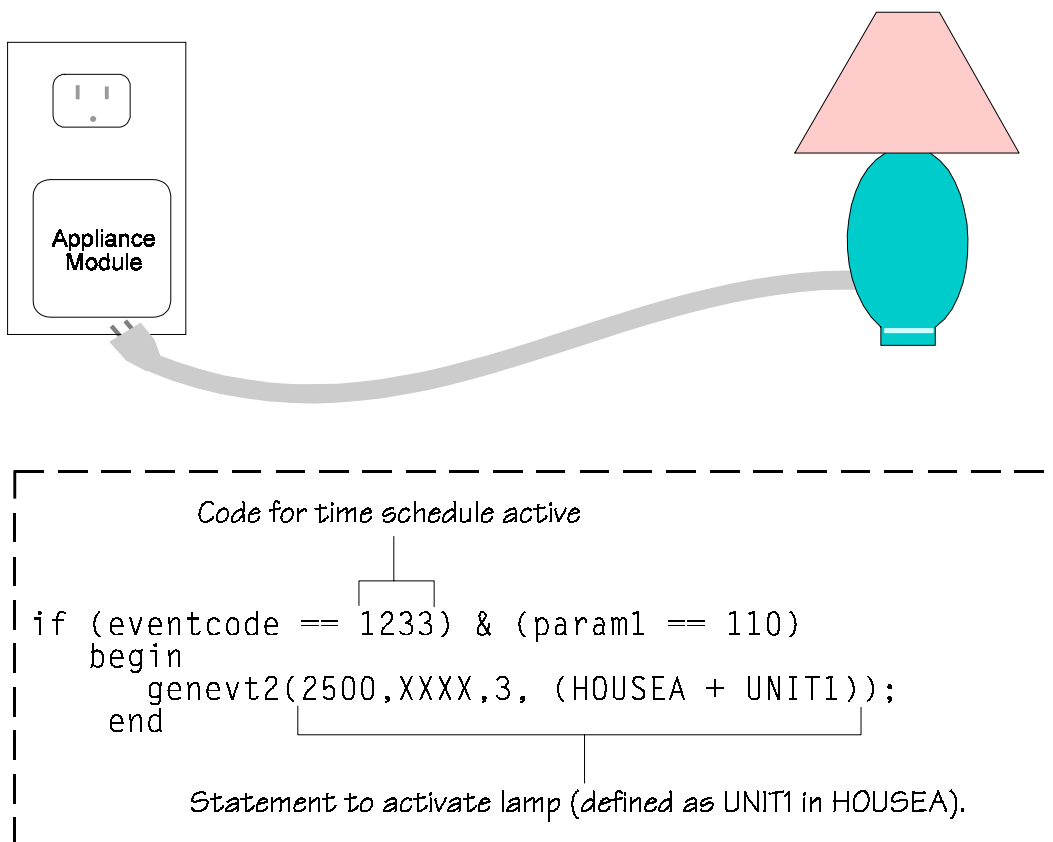 Appliance
Module
Code for time schedule active
if (eventcode == 1233) & (param1 == 110)
begin
genevt2(2500,XXXX,3, (HOUSEA + UNIT1));
end
Statement to activate lamp (defined as UNIT1 in HOUSEA).